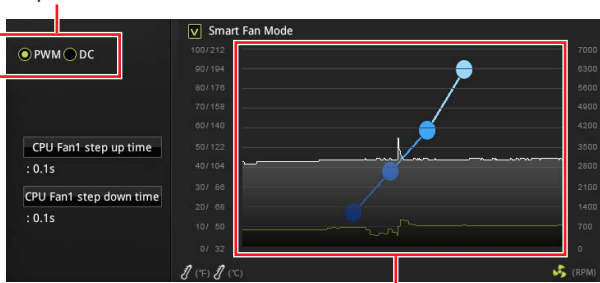 V Smart Fan Mode
PWM DC
100/212 7000
90/194 6300
80/176 5600
70/158 4900
60/140 4200
50/122 3500
40/104 2800
30/ 86 2100
20/ 68 1400
10/ 50 700
0/ 32 0
CPU Fan1 step up time
: 0.1s
CPU Fan1 step down time
: 0.1s
(°F) (°C) (RPM)